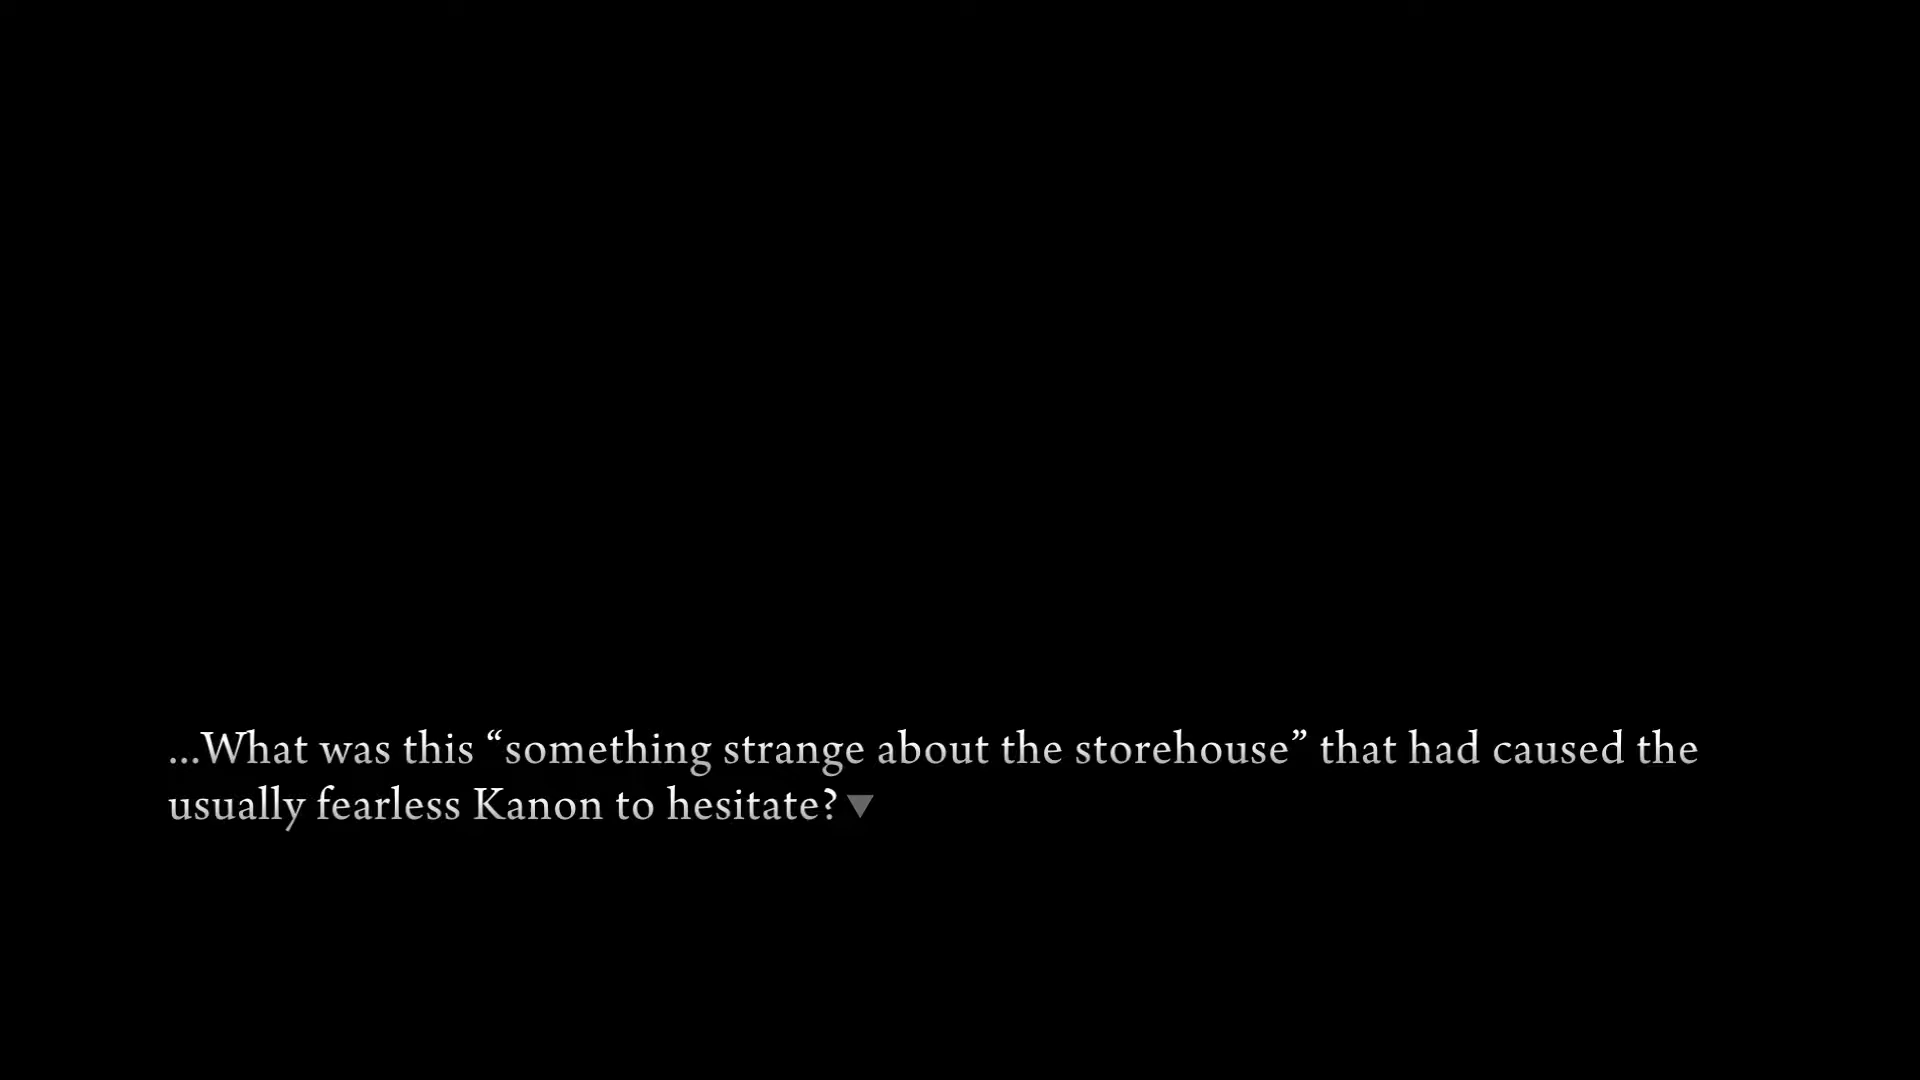 ...What was this “something strange about the storehouse” that had caused the
usually fearless Kanon to hesitate?